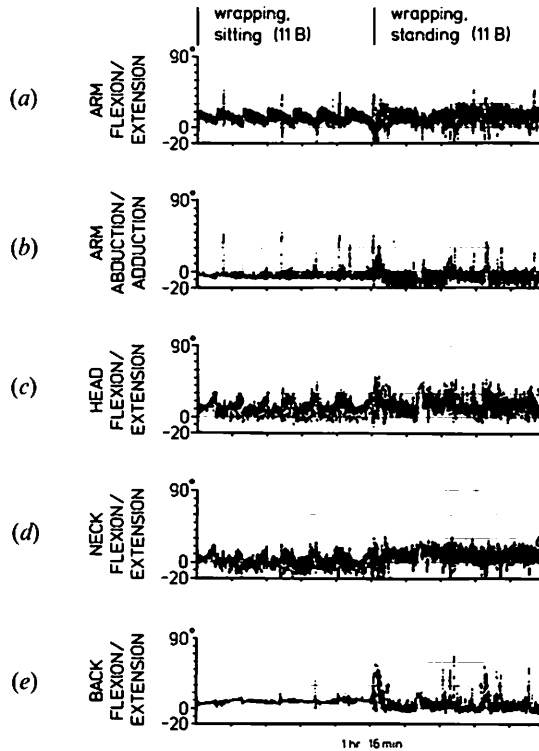 wrapping, sitting (11 B)
wrapping, standing (11 B)
(a)
ARM FLEXION/ EXTENSION
90°
0
-20
(b)
ARM ABDUCTION/ ADDUCTION
90°
0
-20
(c)
HEAD FLEXION/ EXTENSION
90°
0
-20
(d)
NECK FLEXION/ EXTENSION
90°
0
-20
(e)
BACK FLEXION/ EXTENSION
90°
0
-20
1 hr 16 min